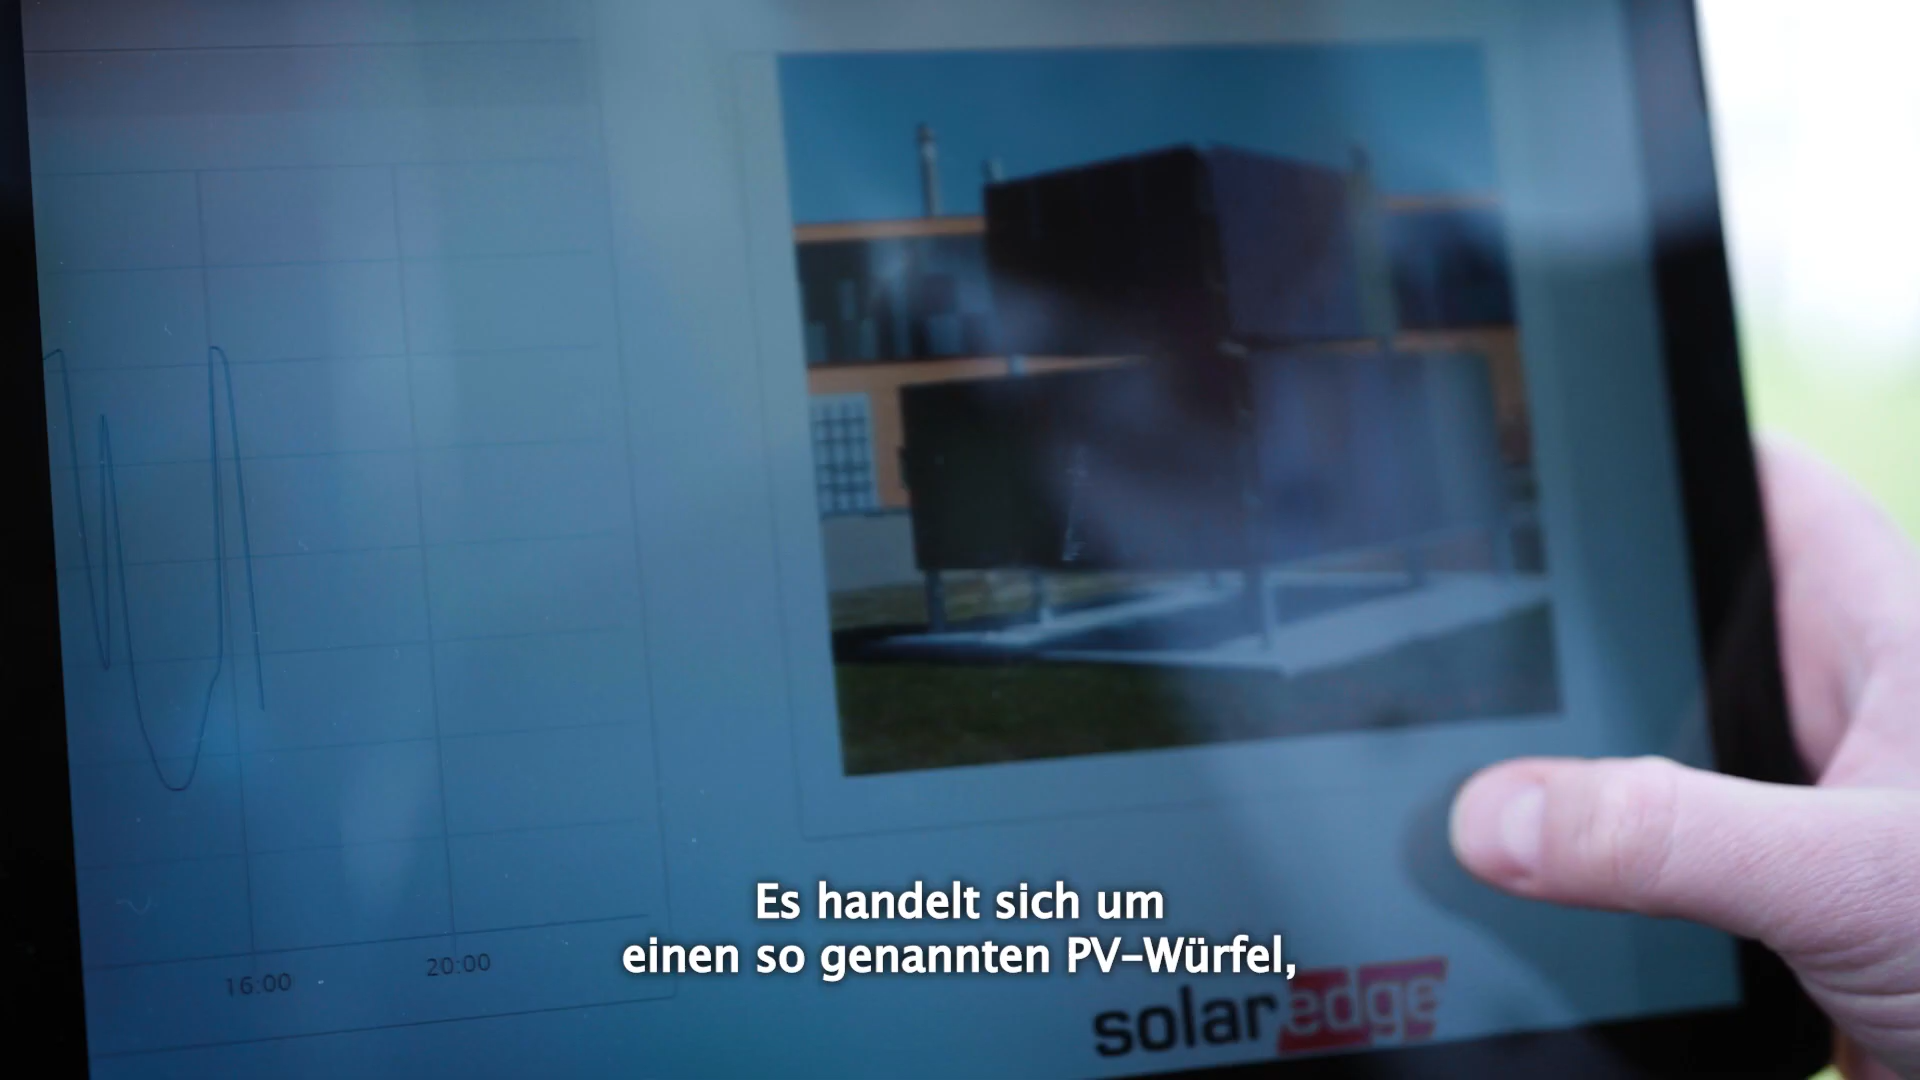 16:00
20:00
Es handelt sich um
einen so genannten PV-Würfel,
solaredge